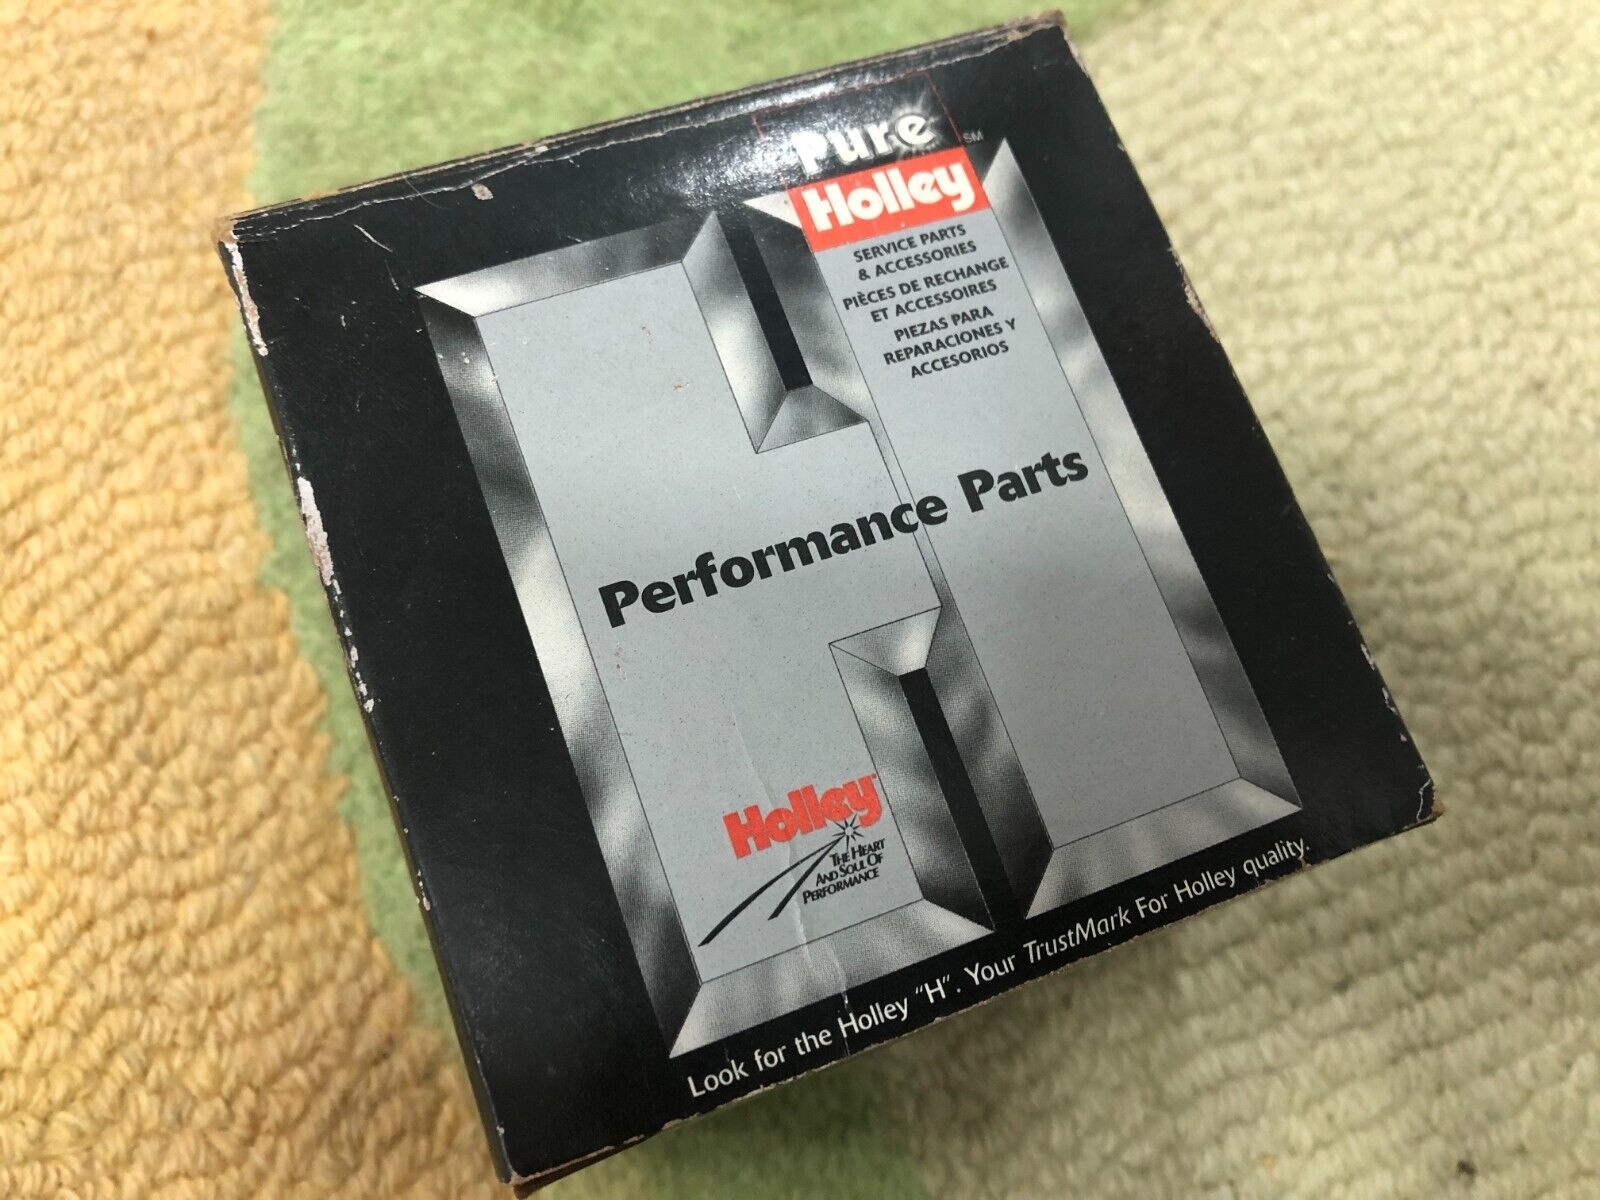 Pure
SM
Holley
SERVICE PARTS
& ACCESSORIES
PIÈCES DE RECHANGE
ET ACCESSOIRES
PIEZAS PARA
REPARACIONES Y
ACCESORIOS
Performance Parts
Holley®
THE HEART
AND SOUL OF
PERFORMANCE
Look for the Holley "H". Your TrustMark For Holley quality.